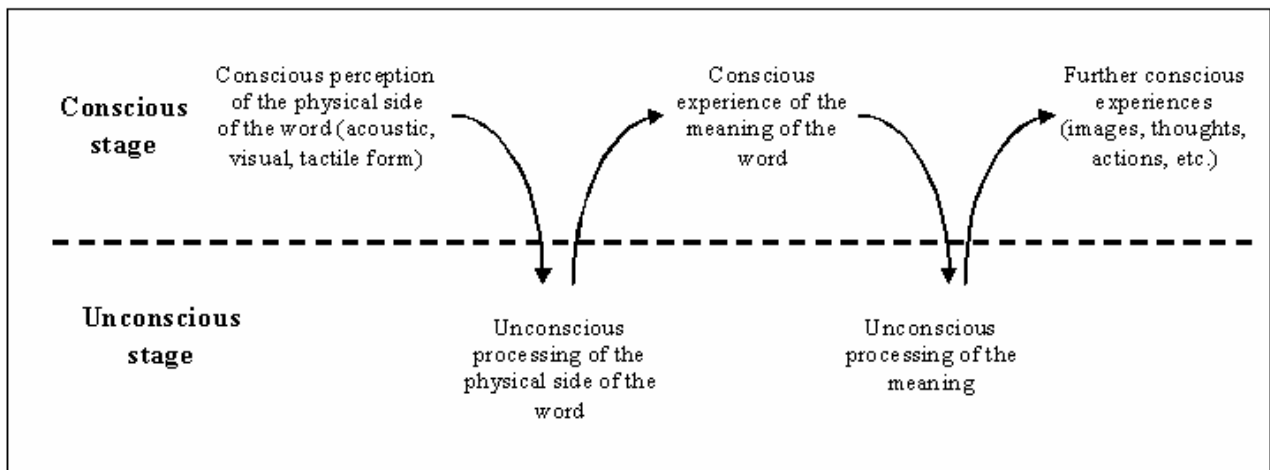 Conscious
stage
Conscious perception
of the physical side
of the word (acoustic,
visual, tactile form)
Conscious
experience of the
meaning of the
word
Further conscious
experiences
(images, thoughts,
actions, etc.)
Unconscious
stage
Unconscious
processing of the
physical side of the
word
Unconscious
processing of the
meaning